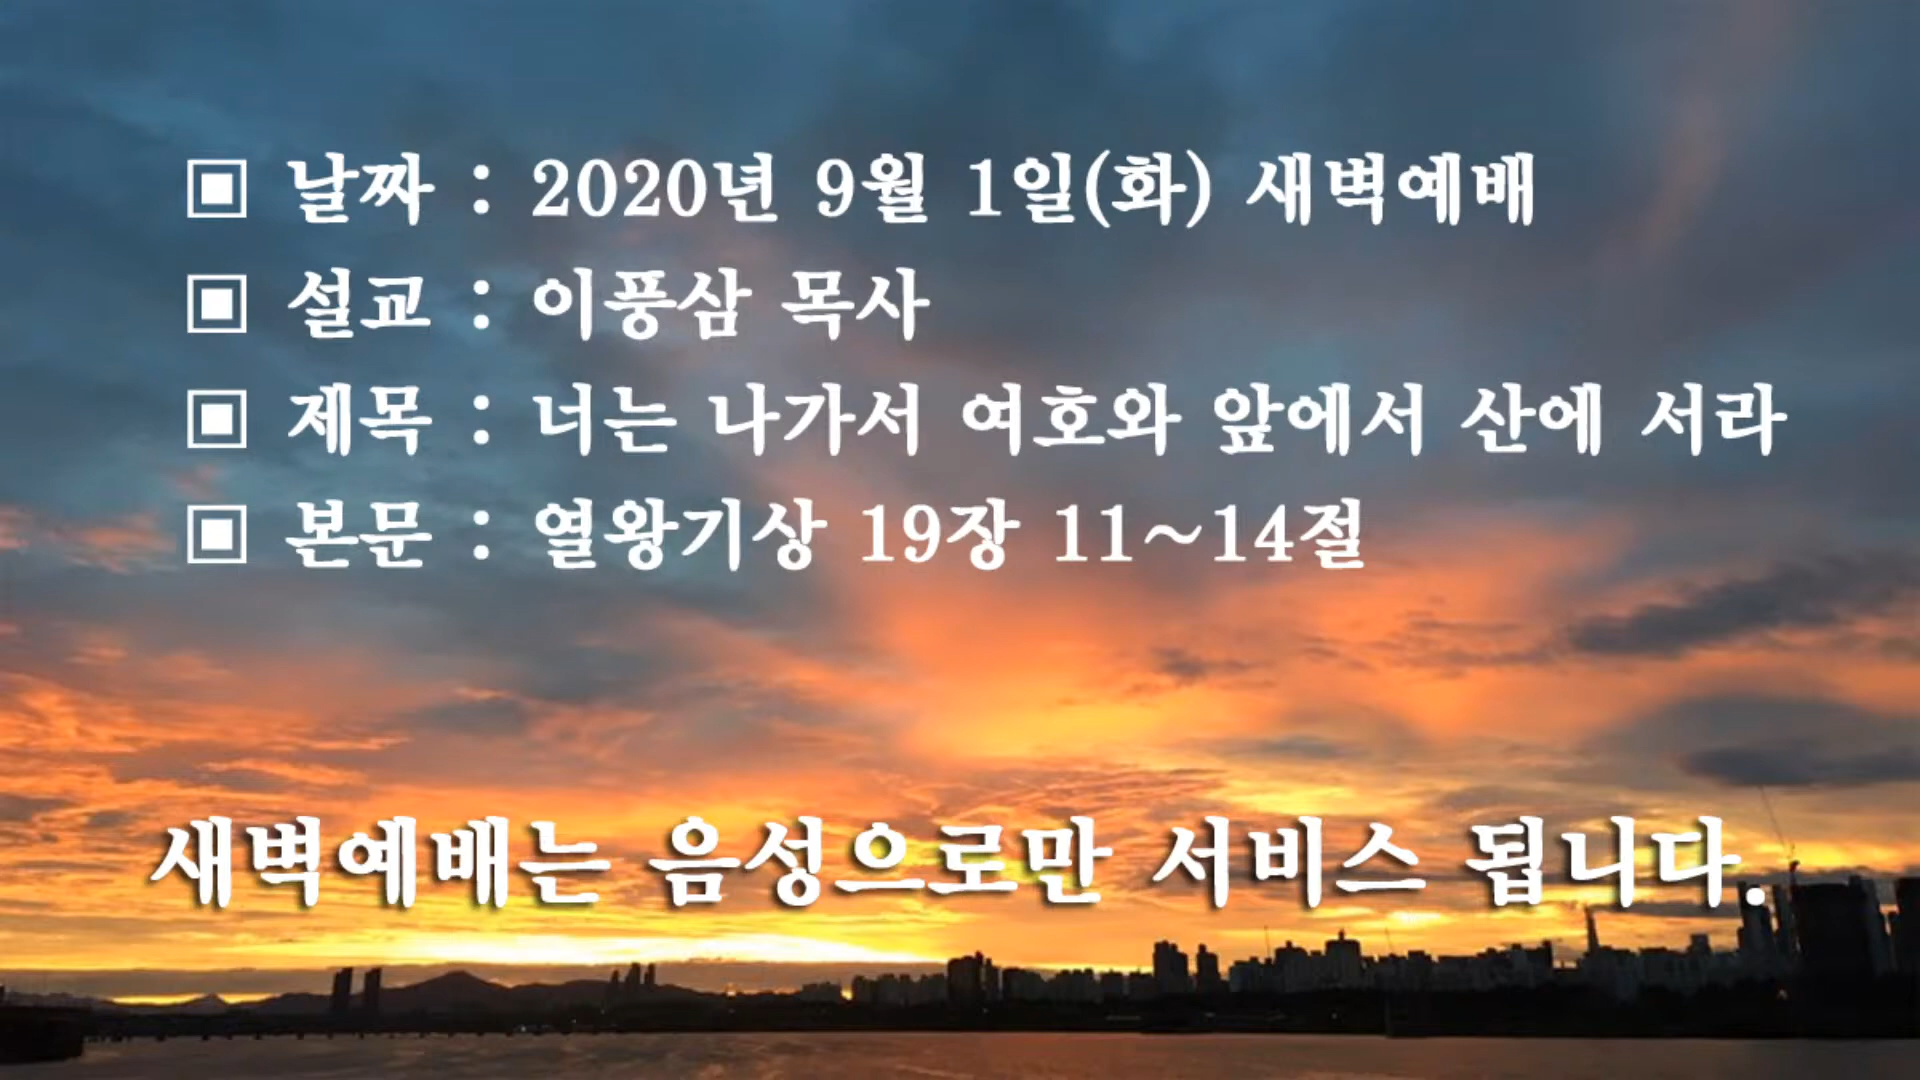 ▣ 날짜 : 2020년 9월 1일(화) 새벽예배
▣ 설교 : 이풍삼 목사
▣ 제목 : 너는 나가서 여호와 앞에서 산에 서라
▣ 본문 : 열왕기상 19장 11~14절
새벽예배는 음성으로만 서비스 됩니다.